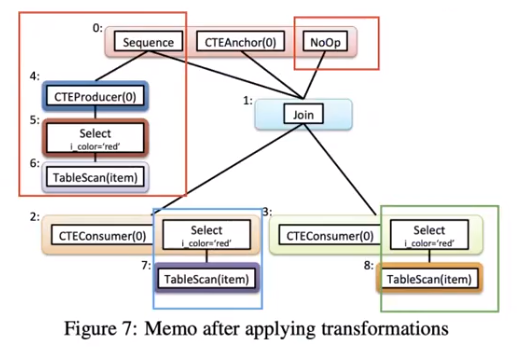 0: Sequence CTEAnchor(0) NoOp
4: CTEProducer(0)
1: Join
5: Select
i_color='red'
6: TableScan(item)
2: CTEConsumer(0) Select 3: CTEConsumer(0) Select
i_color='red' i_color='red'
7: TableScan(item) 8: TableScan(item)
Figure 7: Memo after applying transformations